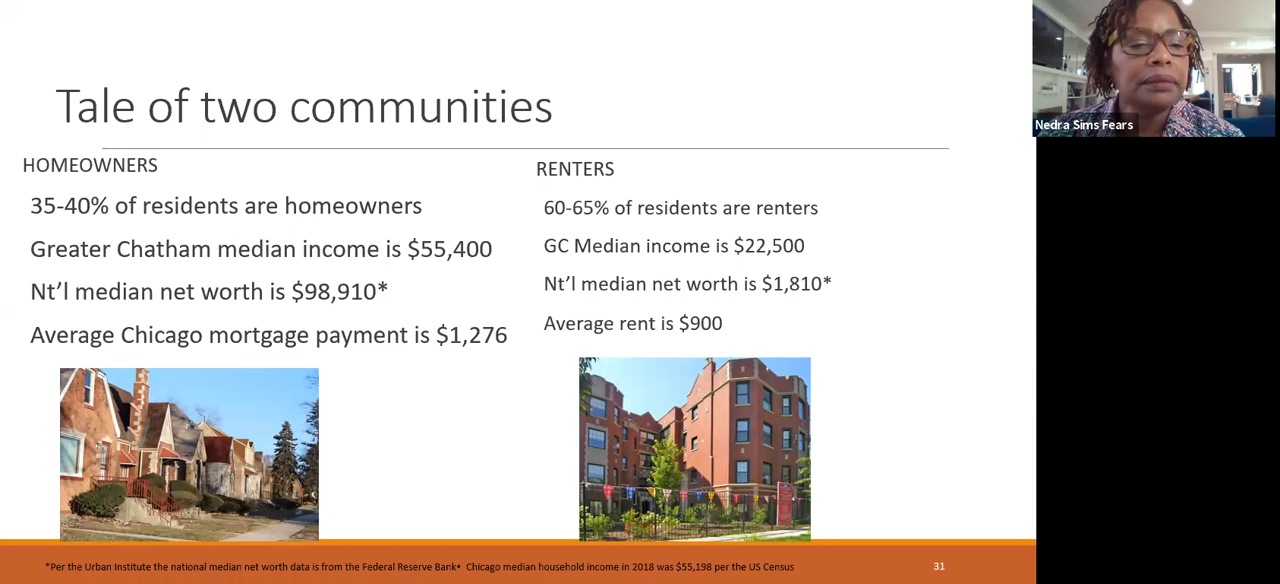 Tale of two communities
HOMEOWNERS
35-40% of residents are homeowners
Greater Chatham median income is $55,400
Nt’l median net worth is $98,910*
Average Chicago mortgage payment is $1,276
RENTERS
60-65% of residents are renters
GC Median income is $22,500
Nt’l median net worth is $1,810*
Average rent is $900
*Per the Urban Institute the national median net worth data is from the Federal Reserve Bank• Chicago median household income in 2018 was $55,198 per the US Census
31
Nedra Sims Fears